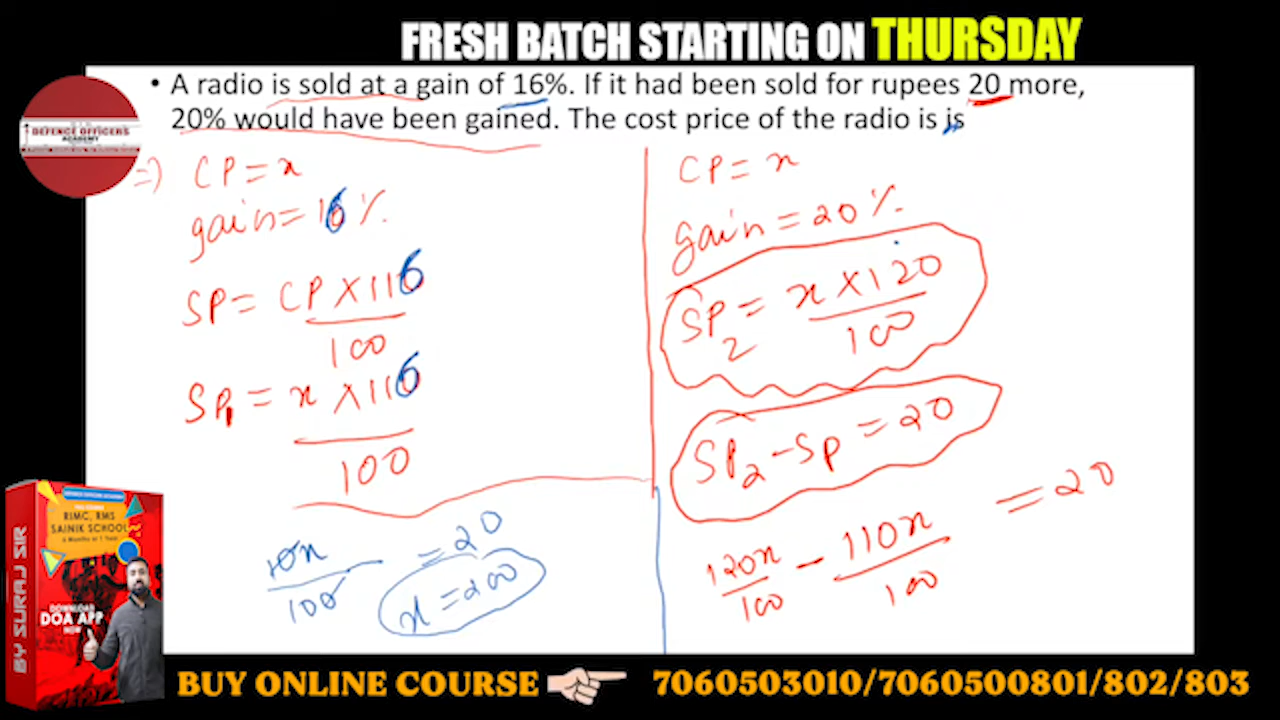 FRESH BATCH STARTING ON THURSDAY
• A radio is sold at a gain of 16%. If it had been sold for rupees 20 more,
20% would have been gained. The cost price of the radio is is
DEFENCE OFFICERS
ACADEMY
=) CP = x
gain = 16 %
SP = CP × 116
100
SP1 = x × 116
100
10x
100
= 20
x = 200
CP = x
gain = 20 %
SP2 = x × 120
100
SP2 - SP = 20
120x
100
- 110x
100
= 20
BY SURAJ SIR
RIMC, RMS
SAINIK SCHOOL
DOWNLOAD
DOA APP
NOW
BUY ONLINE COURSE 7060503010/7060500801/802/803